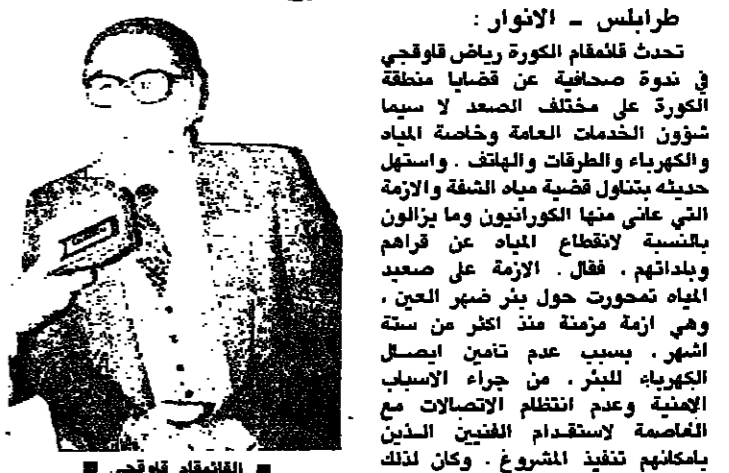 طرابلس ـ الانوار :
تحدث قائمقام الكورة رياض قاوقجي
في ندوة صحافية عن قضايا منطقة
الكورة على مختلف الصعد لا سيما
شؤون الخدمات العامة وخاصة المياه
والكهرباء والطرقات والهاتف . واستهل
حديثه بتناول قضية مياه الشفة والازمة
التي عانى منها الكورانيون وما يزالون
بالنسبة لانقطاع المياه عن قراهم
وبلداتهم . فقال . الازمة على صعيد
المياه تمحورت حول بئر ضهر العين .
وهي ازمة مزمنة منذ اكثر من ستة
اشهر . بسبب عدم تامين ايصال
الكهرباء للبئر . من جراء الاسباب
الامنية وعدم انتظام الاتصالات مع
العاصمة لاستقدام الفنيين الذين
بامكانهم تنفيذ المشروع . وكان لذلك
■ القائمقام قاوقجي ■